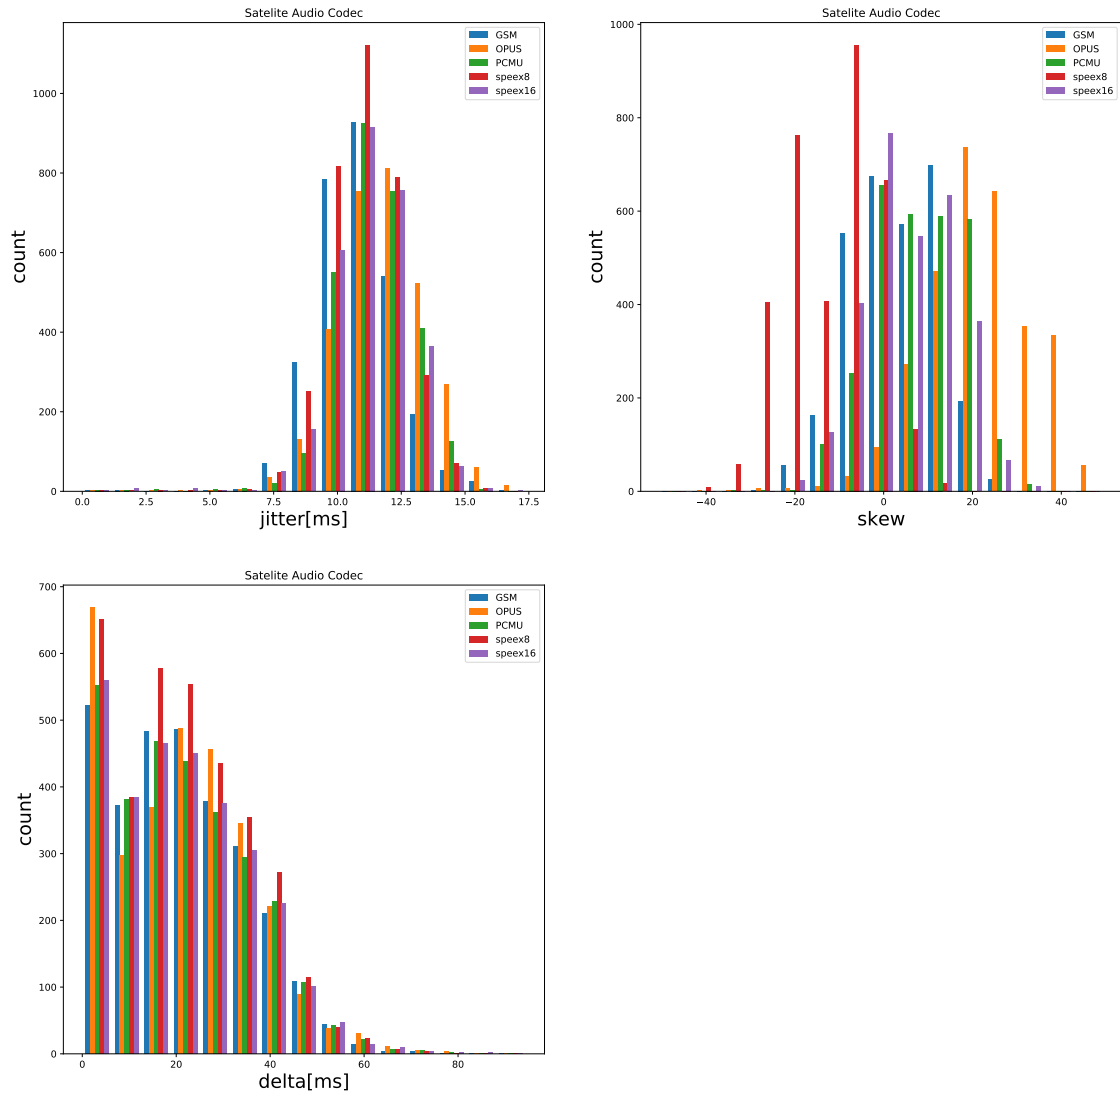 Satelite Audio Codec
GSM
OPUS
PCMU
speex8
speex16
1000
800
600
400
200
0
count
0.0 2.5 5.0 7.5 10.0 12.5 15.0 17.5
jitter[ms]
Satelite Audio Codec
GSM
OPUS
PCMU
speex8
speex16
1000
800
600
400
200
0
count
−40 −20 0 20 40
skew
Satelite Audio Codec
GSM
OPUS
PCMU
speex8
speex16
700
600
500
400
300
200
100
0
count
0 20 40 60 80
delta[ms]